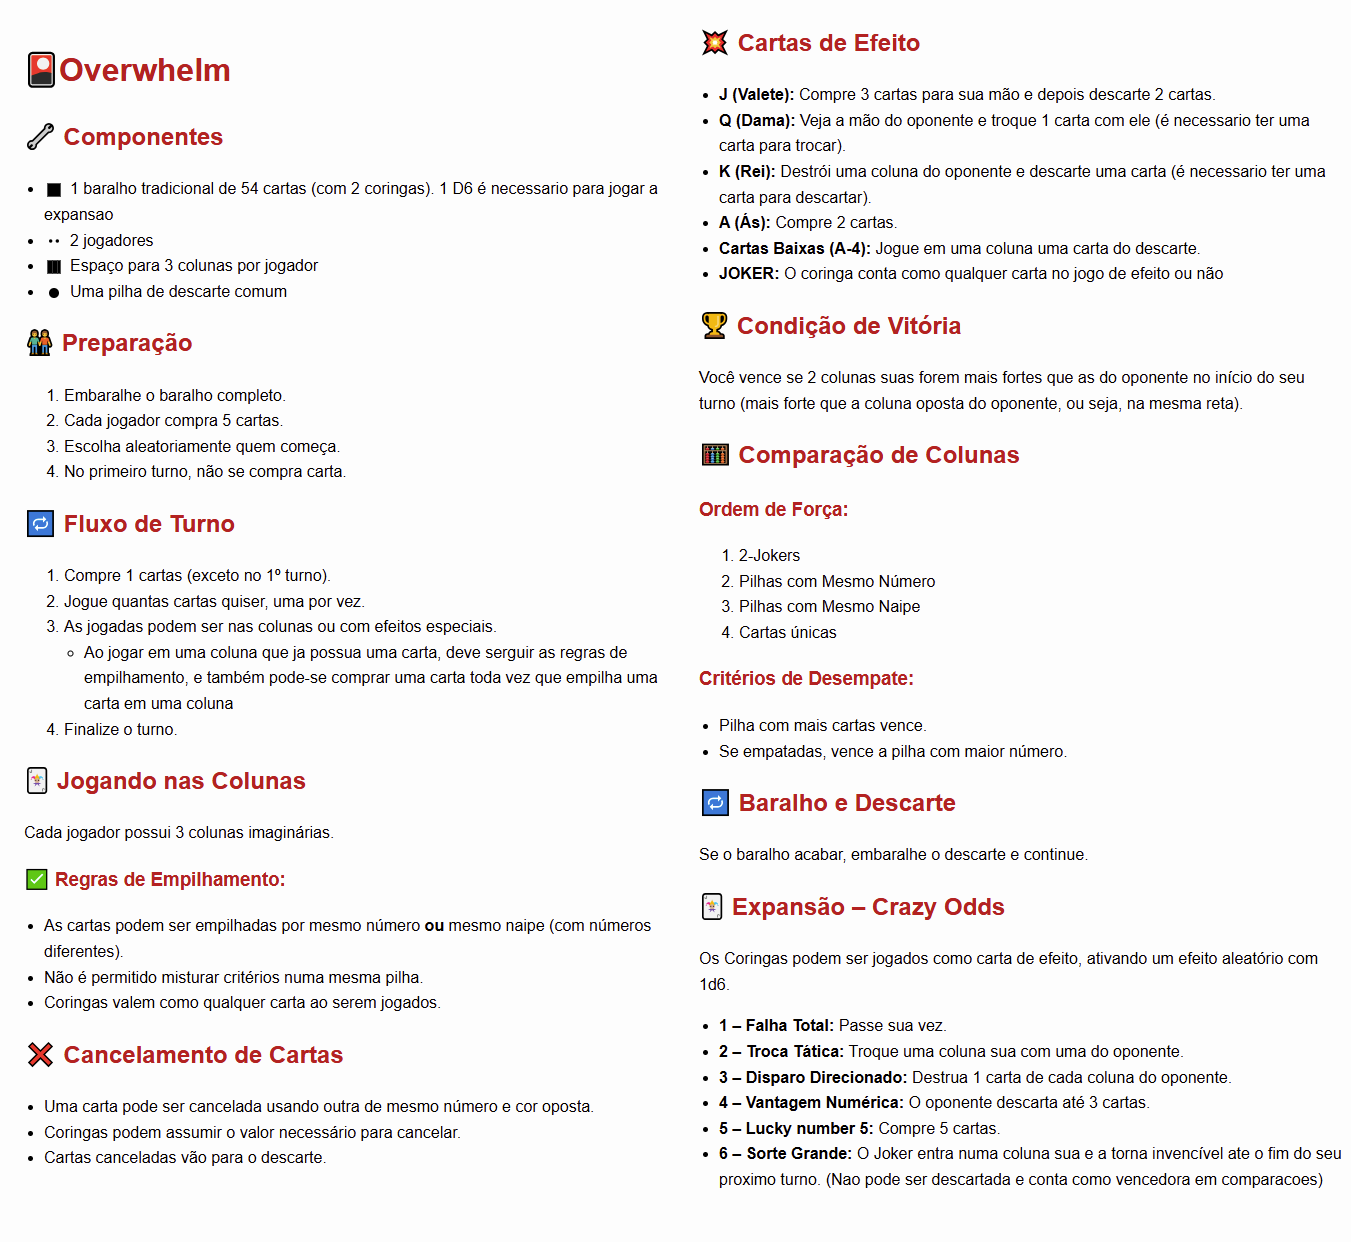 Overwhelm
Componentes
1 baralho tradicional de 54 cartas (com 2 coringas). 1 D6 é necessario para jogar a
expansao
2 jogadores
Espaço para 3 colunas por jogador
Uma pilha de descarte comum
Preparação
1. Embaralhe o baralho completo.
2. Cada jogador compra 5 cartas.
3. Escolha aleatoriamente quem começa.
4. No primeiro turno, não se compra carta.
Fluxo de Turno
1. Compre 1 cartas (exceto no 1º turno).
2. Jogue quantas cartas quiser, uma por vez.
3. As jogadas podem ser nas colunas ou com efeitos especiais.
Ao jogar em uma coluna que ja possua uma carta, deve serguir as regras de
empilhamento, e também pode-se comprar uma carta toda vez que empilha uma
carta em uma coluna
4. Finalize o turno.
Jogando nas Colunas
Cada jogador possui 3 colunas imaginárias.
Regras de Empilhamento:
As cartas podem ser empilhadas por mesmo número ou mesmo naipe (com números
diferentes).
Não é permitido misturar critérios numa mesma pilha.
Coringas valem como qualquer carta ao serem jogados.
Cancelamento de Cartas
Uma carta pode ser cancelada usando outra de mesmo número e cor oposta.
Coringas podem assumir o valor necessário para cancelar.
Cartas canceladas vão para o descarte.
Cartas de Efeito
J (Valete): Compre 3 cartas para sua mão e depois descarte 2 cartas.
Q (Dama): Veja a mão do oponente e troque 1 carta com ele (é necessario ter uma
carta para trocar).
K (Rei): Destrói uma coluna do oponente e descarte uma carta (é necessario ter uma
carta para descartar).
A (Ás): Compre 2 cartas.
Cartas Baixas (A-4): Jogue em uma coluna uma carta do descarte.
JOKER: O coringa conta como qualquer carta no jogo de efeito ou não
Condição de Vitória
Você vence se 2 colunas suas forem mais fortes que as do oponente no início do seu
turno (mais forte que a coluna oposta do oponente, ou seja, na mesma reta).
Comparação de Colunas
Ordem de Força:
1. 2-Jokers
2. Pilhas com Mesmo Número
3. Pilhas com Mesmo Naipe
4. Cartas únicas
Critérios de Desempate:
Pilha com mais cartas vence.
Se empatadas, vence a pilha com maior número.
Baralho e Descarte
Se o baralho acabar, embaralhe o descarte e continue.
Expansão – Crazy Odds
Os Coringas podem ser jogados como carta de efeito, ativando um efeito aleatório com
1d6.
1 – Falha Total: Passe sua vez.
2 – Troca Tática: Troque uma coluna sua com uma do oponente.
3 – Disparo Direcionado: Destrua 1 carta de cada coluna do oponente.
4 – Vantagem Numérica: O oponente descarta até 3 cartas.
5 – Lucky number 5: Compre 5 cartas.
6 – Sorte Grande: O Joker entra numa coluna sua e a torna invencível ate o fim do seu
proximo turno. (Nao pode ser descartada e conta como vencedora em comparacoes)